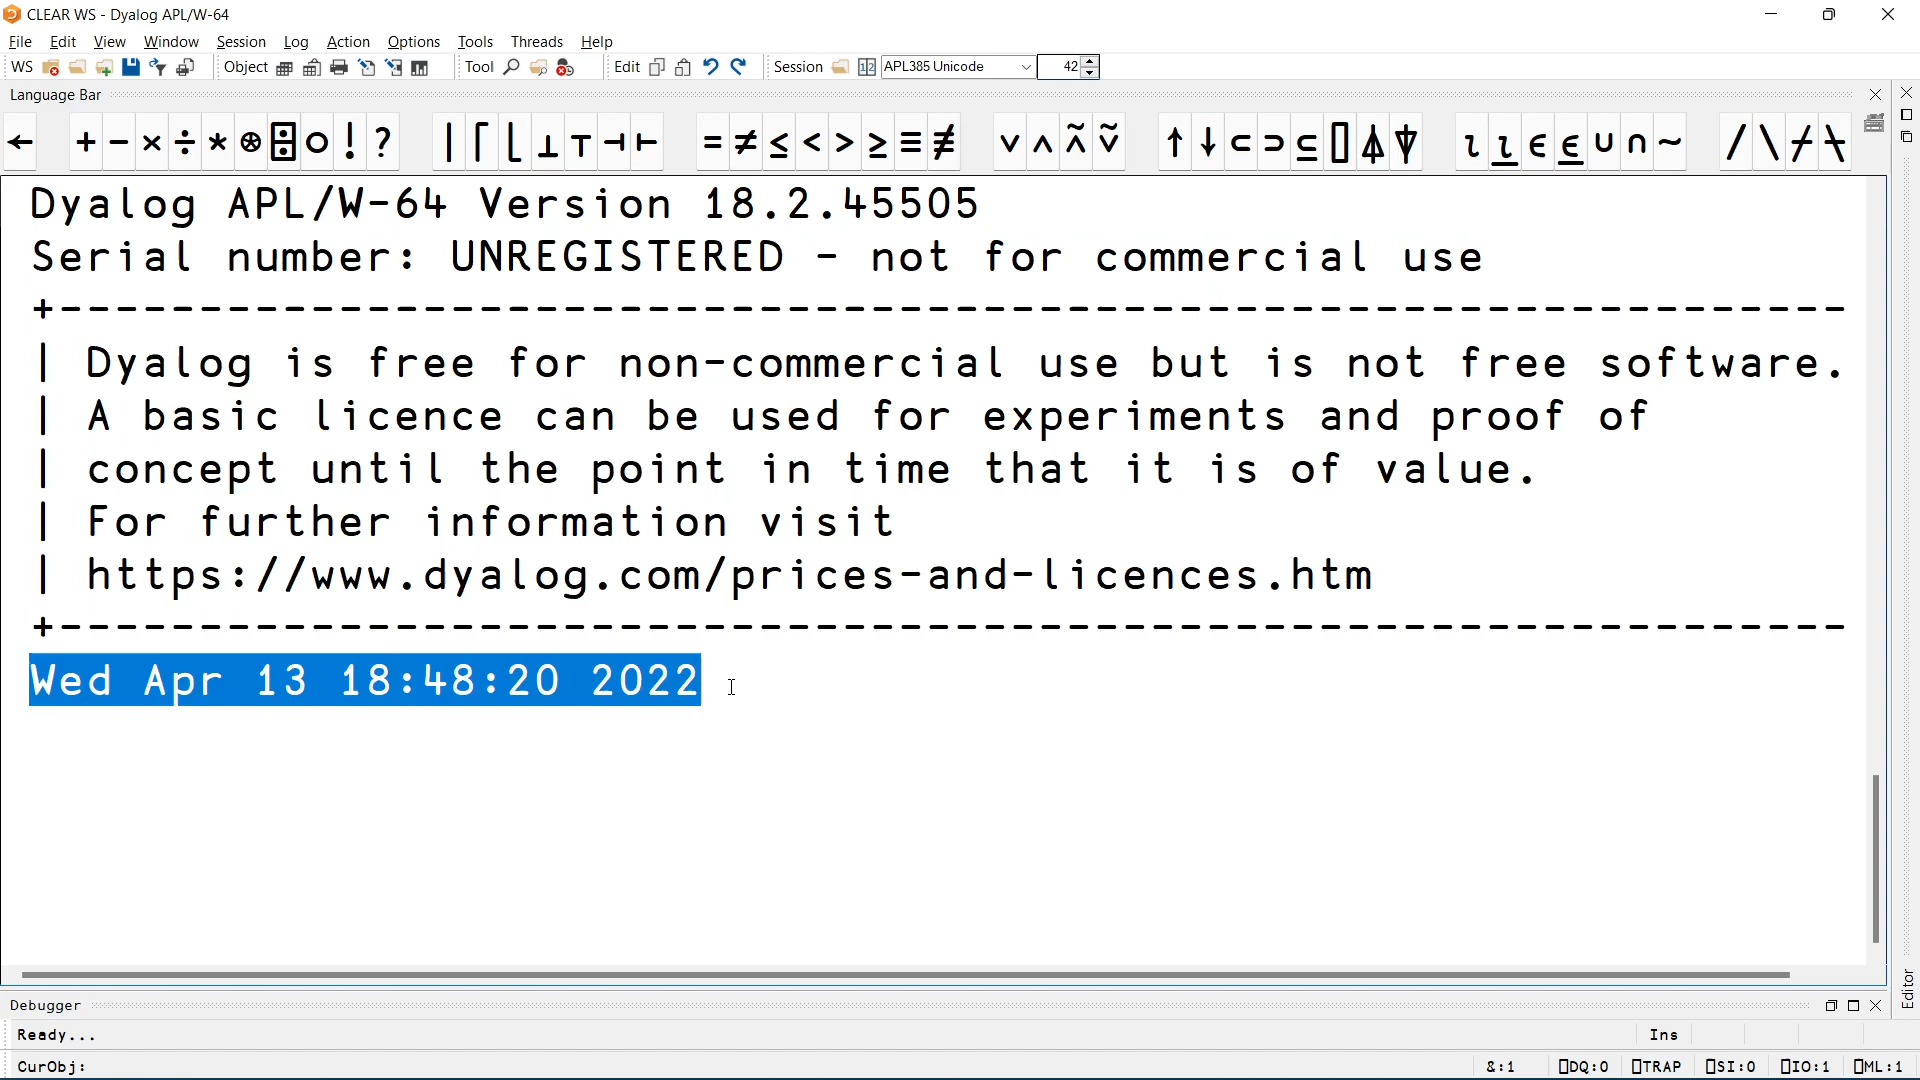 CLEAR WS - Dyalog APL/W-64
File Edit View Window Session Log Action Options Tools Threads Help
WS Object Tool Edit Session APL385 Unicode 42
Language Bar
← + - × ÷ * ⍟ ⌹ ○ ! ? | ⌈ ⌊ ⊥ ⊤ ⊣ ⊢ = ≠ ≤ < > ≥ ≡ ≢ ∨ ∧ ⍲ ⍱ ↑ ↓ ⊂ ⊃ ⊆ ⌷ ⍋ ⍒ ⍳ ⍸ ∊ ⍷ ∪ ∩ ~ / \ ⌿ ⍀
Dyalog APL/W-64 Version 18.2.45505
Serial number: UNREGISTERED - not for commercial use
+----------------------------------------------------------------
| Dyalog is free for non-commercial use but is not free software.
| A basic licence can be used for experiments and proof of
| concept until the point in time that it is of value.
| For further information visit
| https://www.dyalog.com/prices-and-licences.htm
+----------------------------------------------------------------
Wed Apr 13 18:48:20 2022
Editor
Debugger
Ready... Ins
CurObj: &:1 ⎕DQ:0 ⎕TRAP ⎕SI:0 ⎕IO:1 ⎕ML:1